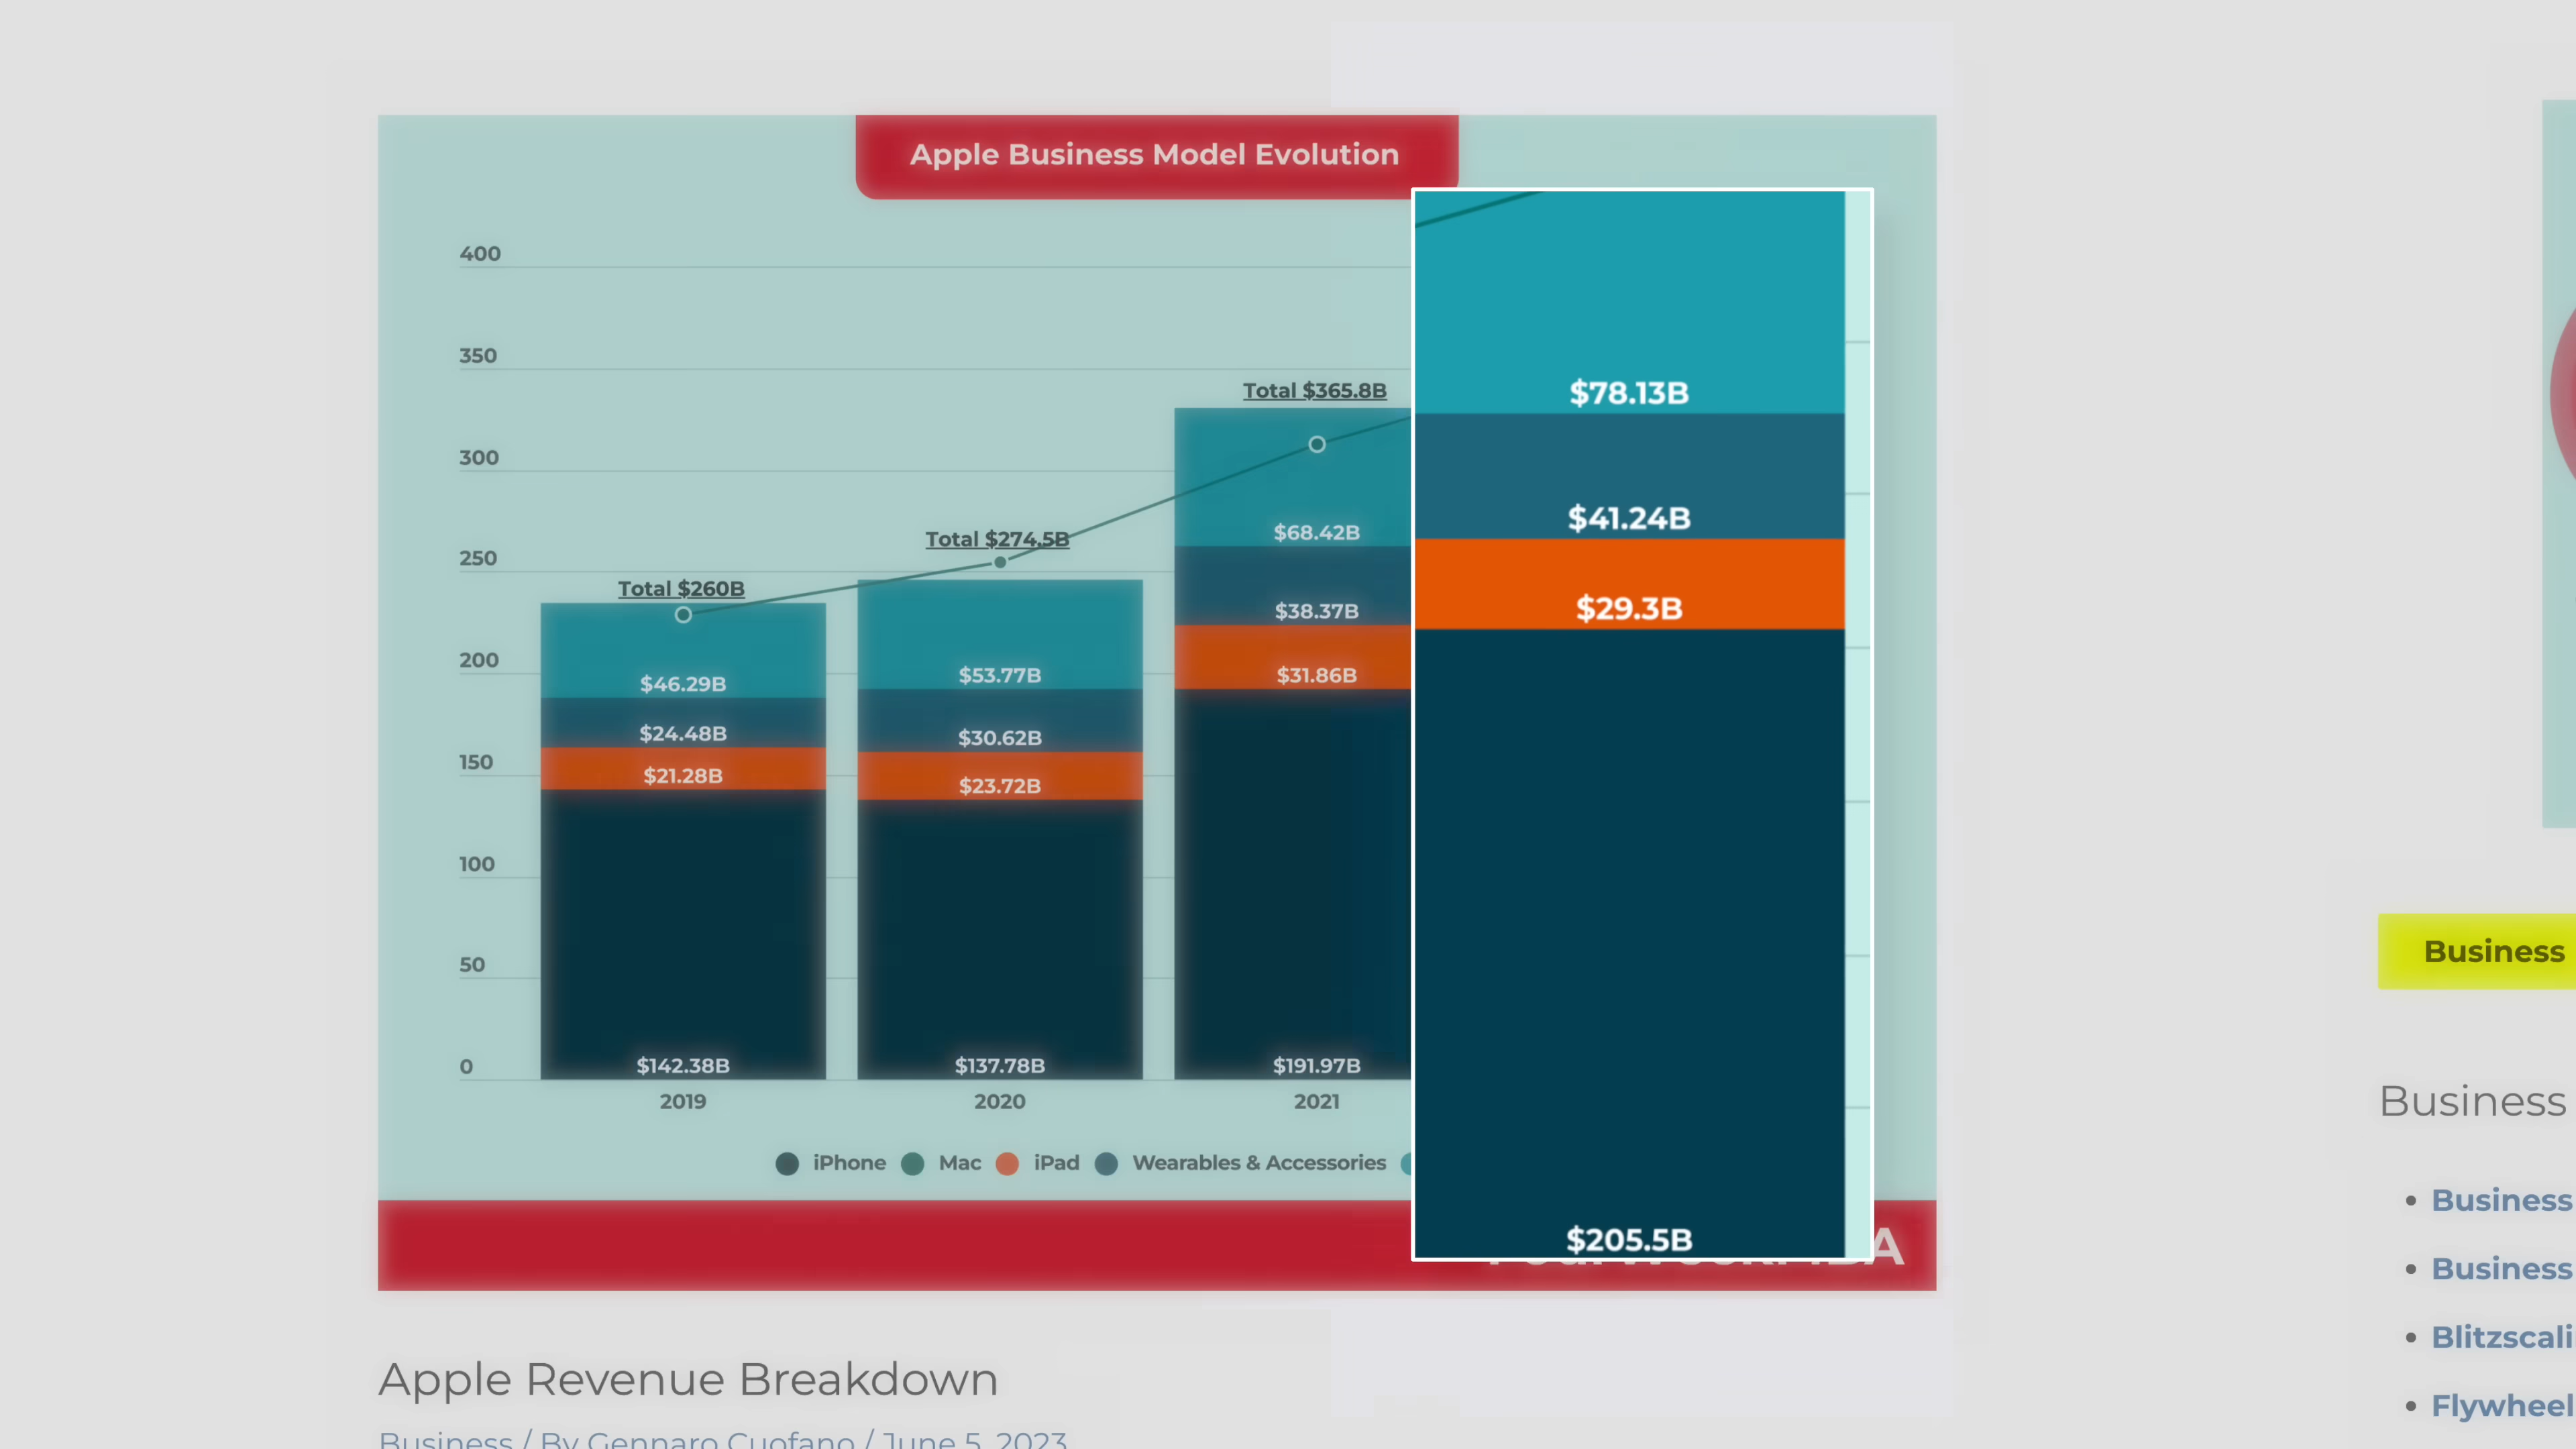 Apple Business Model Evolution
400
350
300
250
200
150
100
50
0
Total $260B
$46.29B
$24.48B
$21.28B
$142.38B
2019
Total $274.5B
$53.77B
$30.62B
$23.72B
$137.78B
2020
Total $365.8B
$68.42B
$38.37B
$31.86B
$191.97B
2021
$78.13B
$41.24B
$29.3B
$205.5B
iPhone Mac iPad Wearables & Accessories
Apple Revenue Breakdown
Business / By Gennaro Cuofano / June 5, 2023
Business
Business
Business
Business